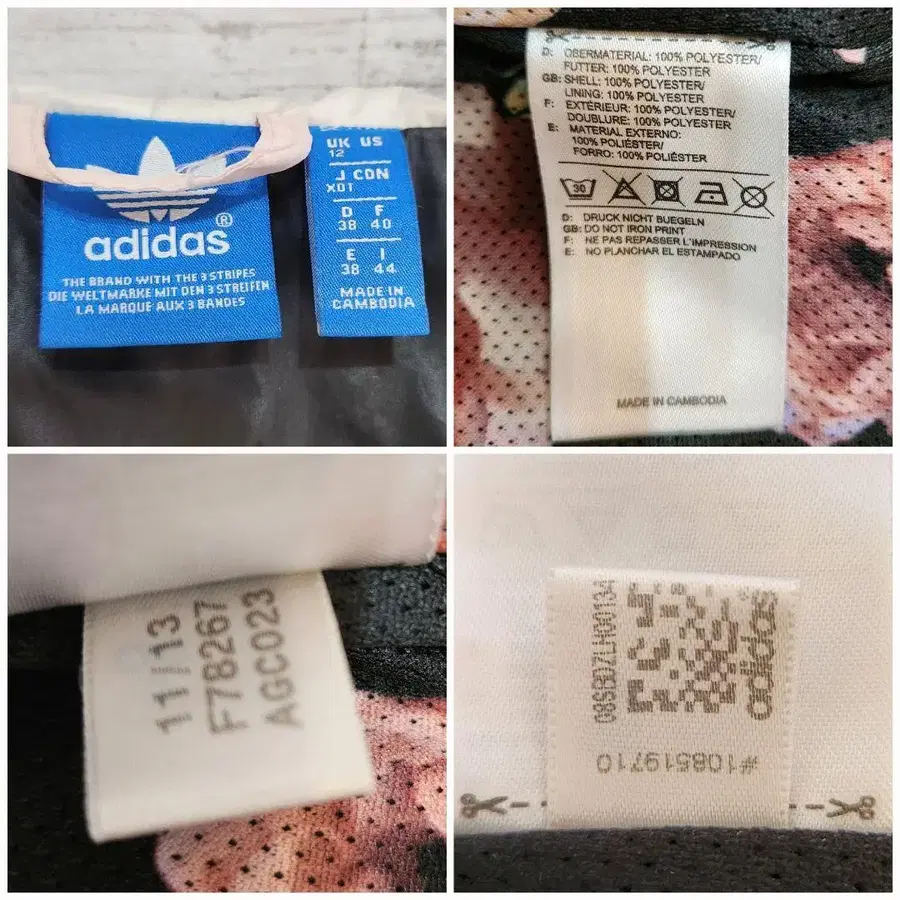 adidas®
THE BRAND WITH THE 3 STRIPES
DIE WELTMARKE MIT DEN 3 STREIFEN
LA MARQUE AUX 3 BANDES
UK US
12
J CDN
XOT
D F
38 40
E I
38 44
MADE IN
CAMBODIA
D: OBERMATERIAL: 100% POLYESTER/
FUTTER: 100% POLYESTER
GB: SHELL: 100% POLYESTER/
LINING: 100% POLYESTER
F: EXTÉRIEUR: 100% POLYESTER/
DOUBLURE: 100% POLYESTER
E: MATERIAL EXTERNO:
100% POLIÉSTER/
FORRO: 100% POLIÉSTER
30
D: DRUCK NICHT BUEGELN
GB: DO NOT IRON PRINT
F: NE PAS REPASSER L'IMPRESSION
E: NO PLANCHAR EL ESTAMPADO
MADE IN CAMBODIA
11/13
F78267
AGC023
adidas
#108519710